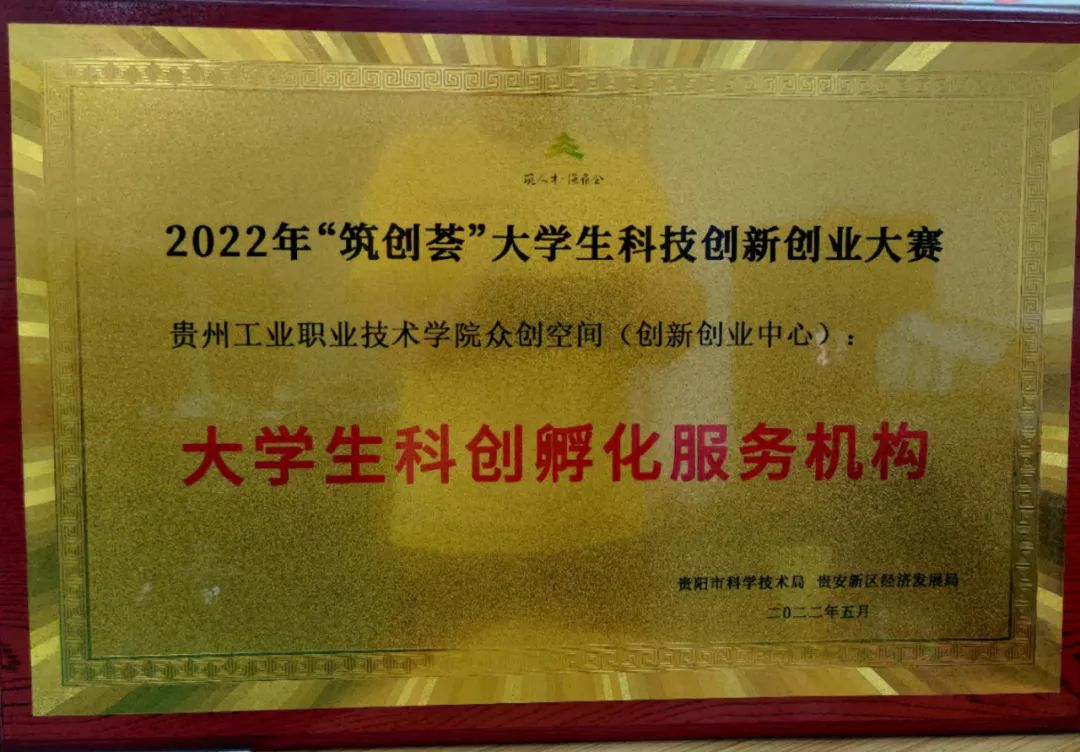 2022年“筑创荟”大学生科技创新创业大赛
贵州工业职业技术学院众创空间（创新创业中心）：
大学生科创孵化服务机构
贵阳市科学技术局 贵安新区经济发展局
二〇二二年五月